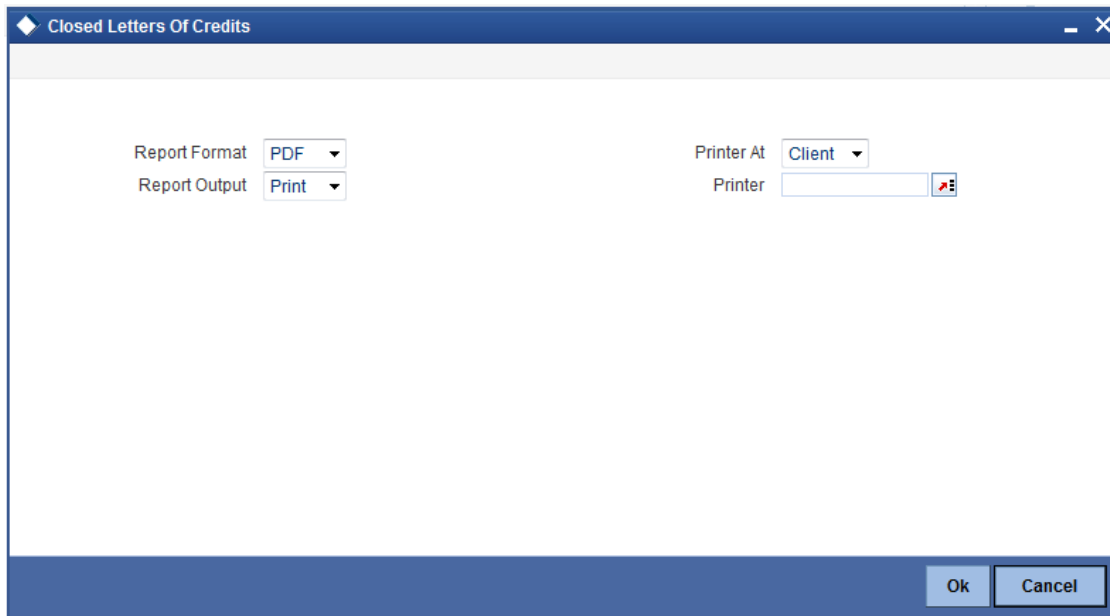 Closed Letters Of Credits
Report Format PDF Printer At Client
Report Output Print Printer
Ok Cancel